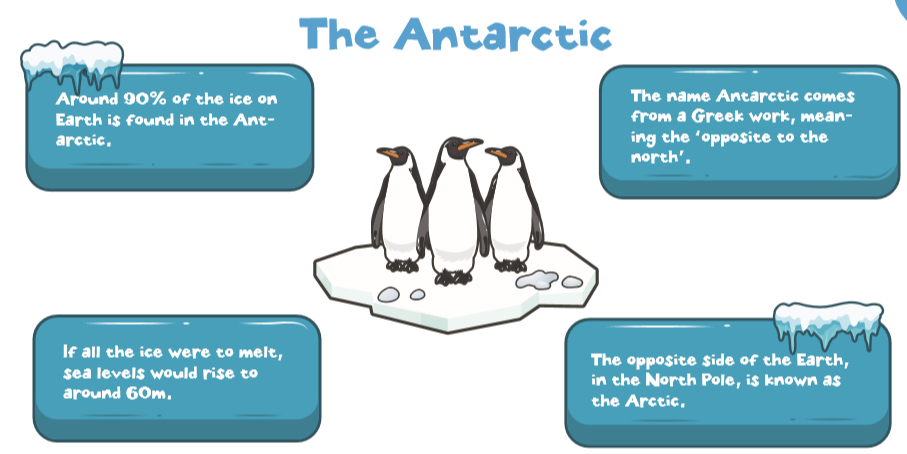 The Antarctic
Around 90% of the ice on
Earth is found in the Ant-
arctic.
The name Antarctic comes
from a Greek work, mean-
ing the ‘opposite to the
north’.
If all the ice were to melt,
sea levels would rise to
around 60m.
The opposite side of the Earth,
in the North Pole, is known as
the Arctic.